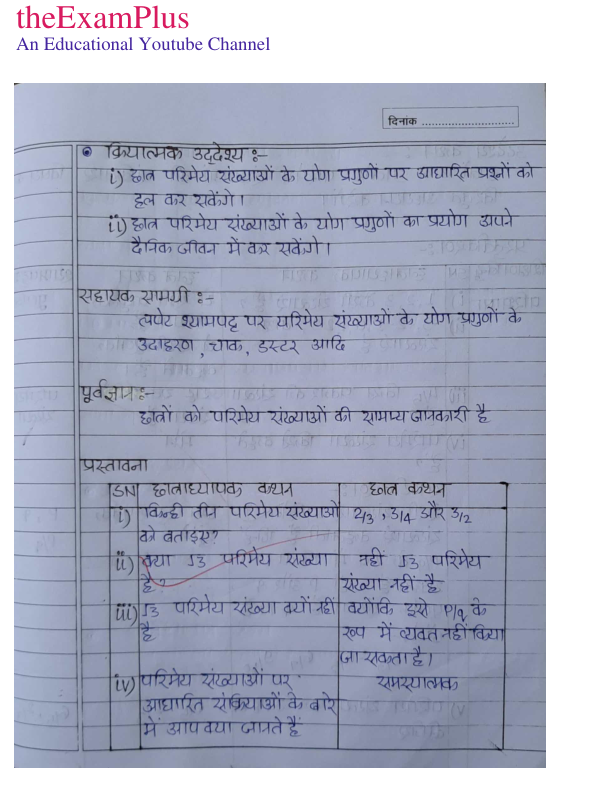 theExamPlus
An Educational Youtube Channel
दिनांक ............................
क्रियात्मक उद्देश्य :-
i) छात्र परिमेय संख्याओं के योग प्रगुणों पर आधारित प्रश्नों को
हल कर सकेंगे।
ii) छात्र परिमेय संख्याओं के योग प्रगुणों का प्रयोग अपने
दैनिक जीवन में कर सकेंगे।
सहायक सामग्री :-
लपेट श्यामपट्ट पर परिमेय संख्याओं के योग प्रगुणों के
उदाहरण, चाक, डस्टर आदि
पूर्वज्ञान:-
छात्रों को परिमेय संख्याओं की सामान्य जानकारी है
प्रस्तावना
SN छात्राध्यापक कथन छात्र कथन
i) किन्ही तीन परिमेय संख्याओं 2/3, 3/4 और 3/2
को बताइए?
ii) क्या √3 परिमेय संख्या नहीं √3 परिमेय
है? संख्या नहीं है
iii) √3 परिमेय संख्या क्यों नहीं क्योंकि इसे P/q के
है रूप में व्यक्त नहीं किया
जा सकता है।
iv) परिमेय संख्याओं पर समस्यात्मक
आधारित संक्रियाओं के बारे
में आप क्या जानते हैं